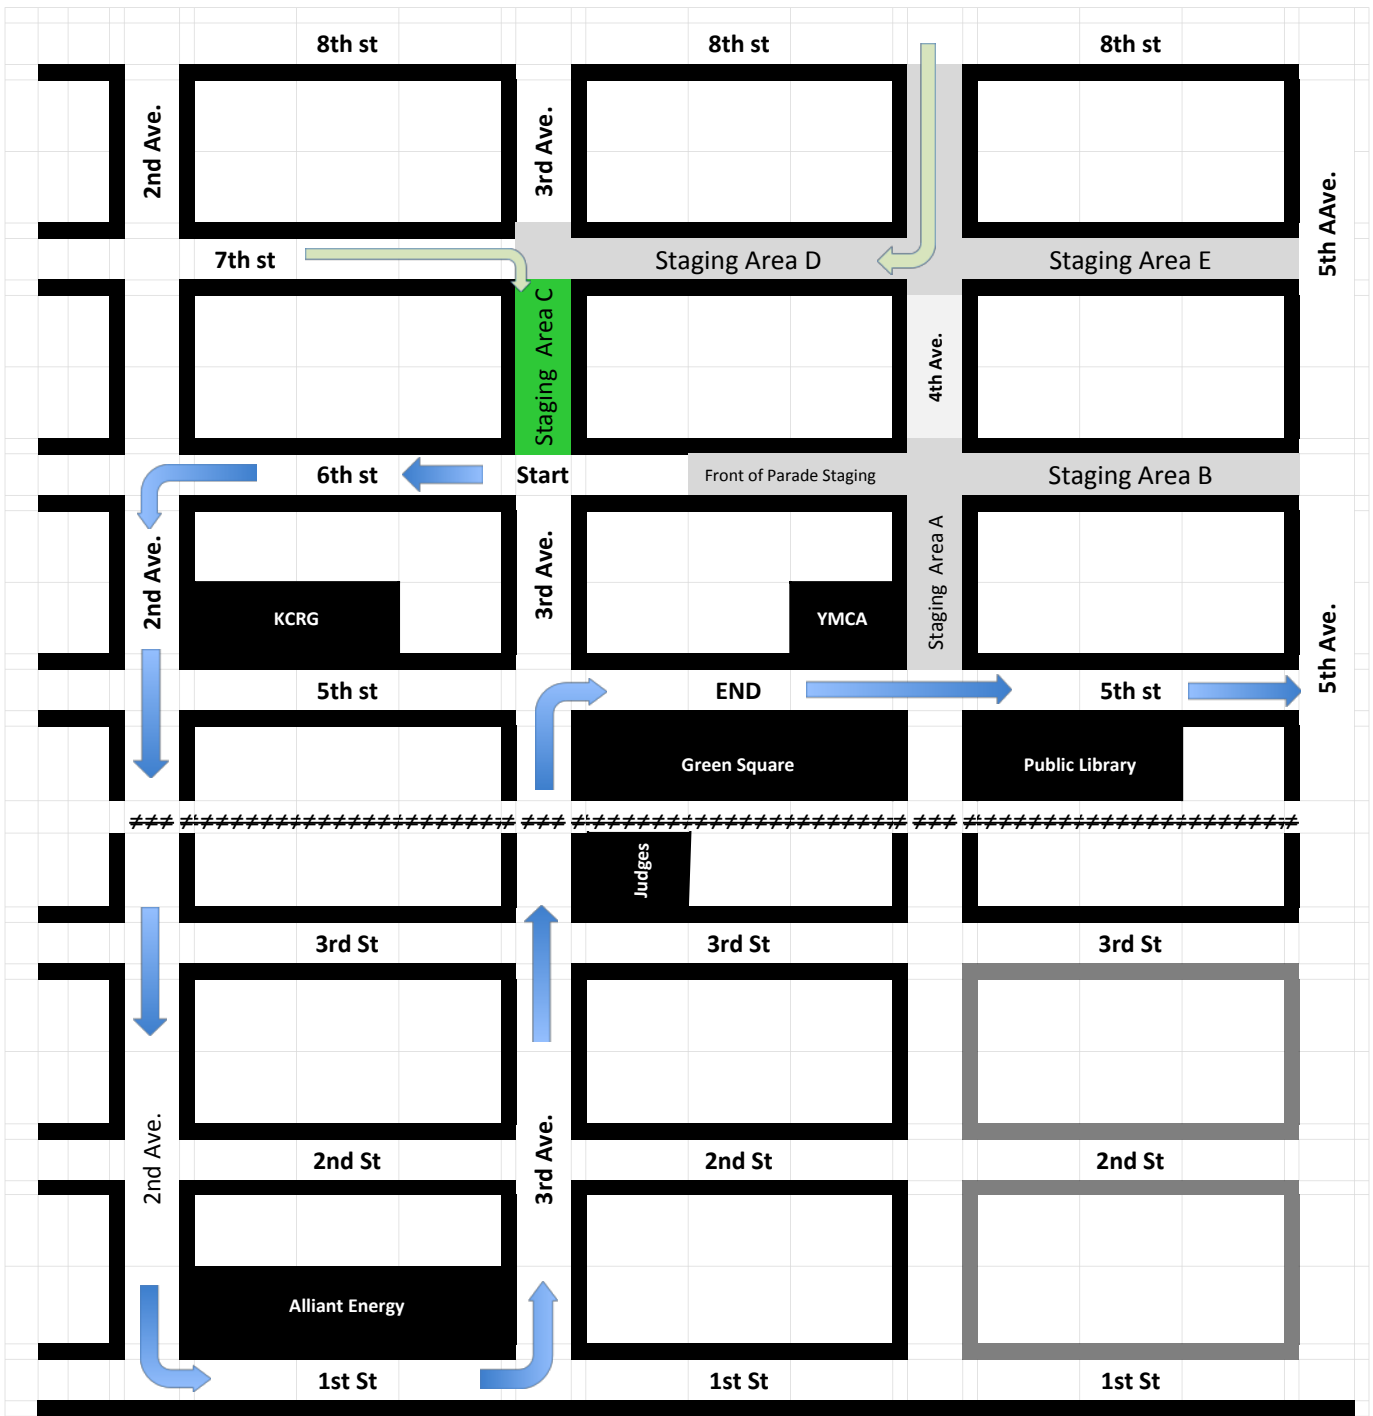 8th st
8th st
8th st
2nd Ave.
3rd Ave.
5th AAve.
7th st
Staging Area D
Staging Area E
Staging Area C
4th Ave.
6th st
Start
Front of Parade Staging
Staging Area B
2nd Ave.
3rd Ave.
Staging Area A
5th Ave.
KCRG
YMCA
5th st
END
5th st
Green Square
Public Library
Judges
3rd St
3rd St
3rd St
2nd Ave.
3rd Ave.
2nd St
2nd St
2nd St
Alliant Energy
1st St
1st St
1st St